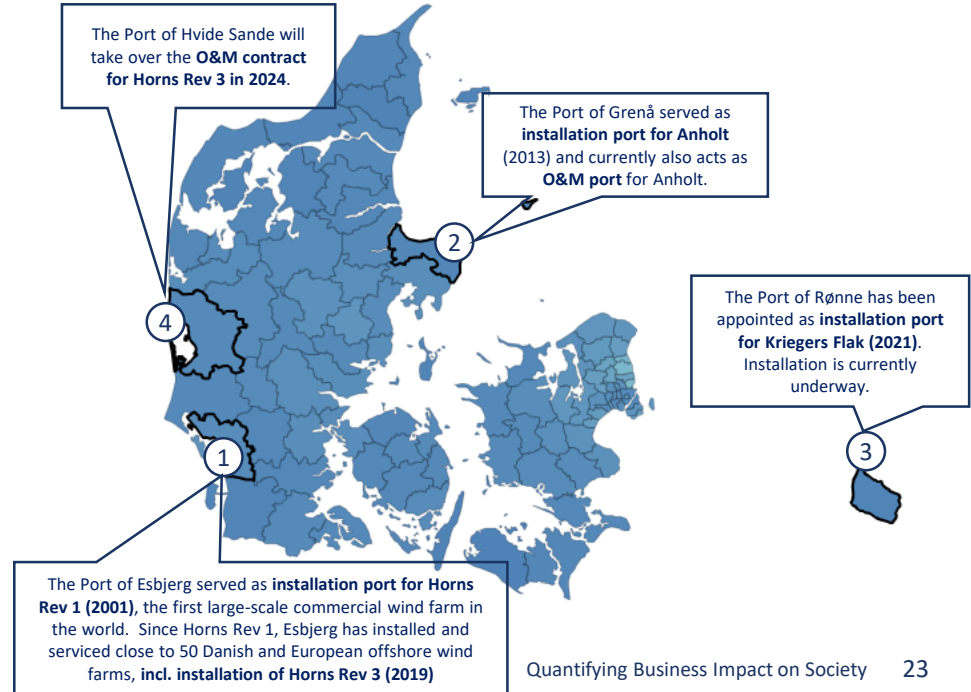 The Port of Hvide Sande will
take over the O&M contract
for Horns Rev 3 in 2024.
The Port of Grenå served as
installation port for Anholt
(2013) and currently also acts as
O&M port for Anholt.
2
The Port of Rønne has been
appointed as installation port
for Kriegers Flak (2021).
Installation is currently
underway.
4
3
1
The Port of Esbjerg served as installation port for Horns
Rev 1 (2001), the first large-scale commercial wind farm in
the world. Since Horns Rev 1, Esbjerg has installed and
serviced close to 50 Danish and European offshore wind
farms, incl. installation of Horns Rev 3 (2019)
Quantifying Business Impact on Society 23